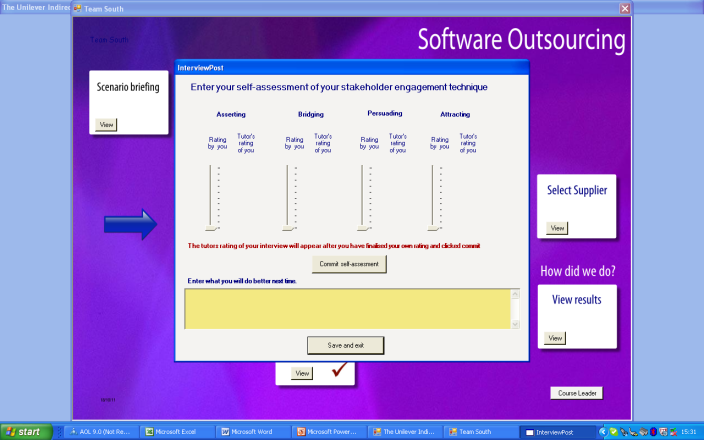 The Unilever Indirec
Team South
Team South
Software Outsourcing
Scenario briefing
View
InterviewPost
Enter your self-assessment of your stakeholder engagement technique
Asserting
Bridging
Persuading
Attracting
Rating by you
Tutor's rating of you
Rating by you
Tutor's rating of you
Rating by you
Tutor's rating of you
Rating by you
Tutor's rating of you
The tutors rating of your interview will appear after you have finalised your own rating and clicked commit
Commit self-assesment
Enter what you will do better next time.
Save and exit
Select Supplier
View
How did we do?
View results
View
View
Course Leader
start
AOL 9.0 (Not Re...
Microsoft Excel
Microsoft Word
Microsoft Power...
The Unilever Indi...
Team South
InterviewPost
15:31